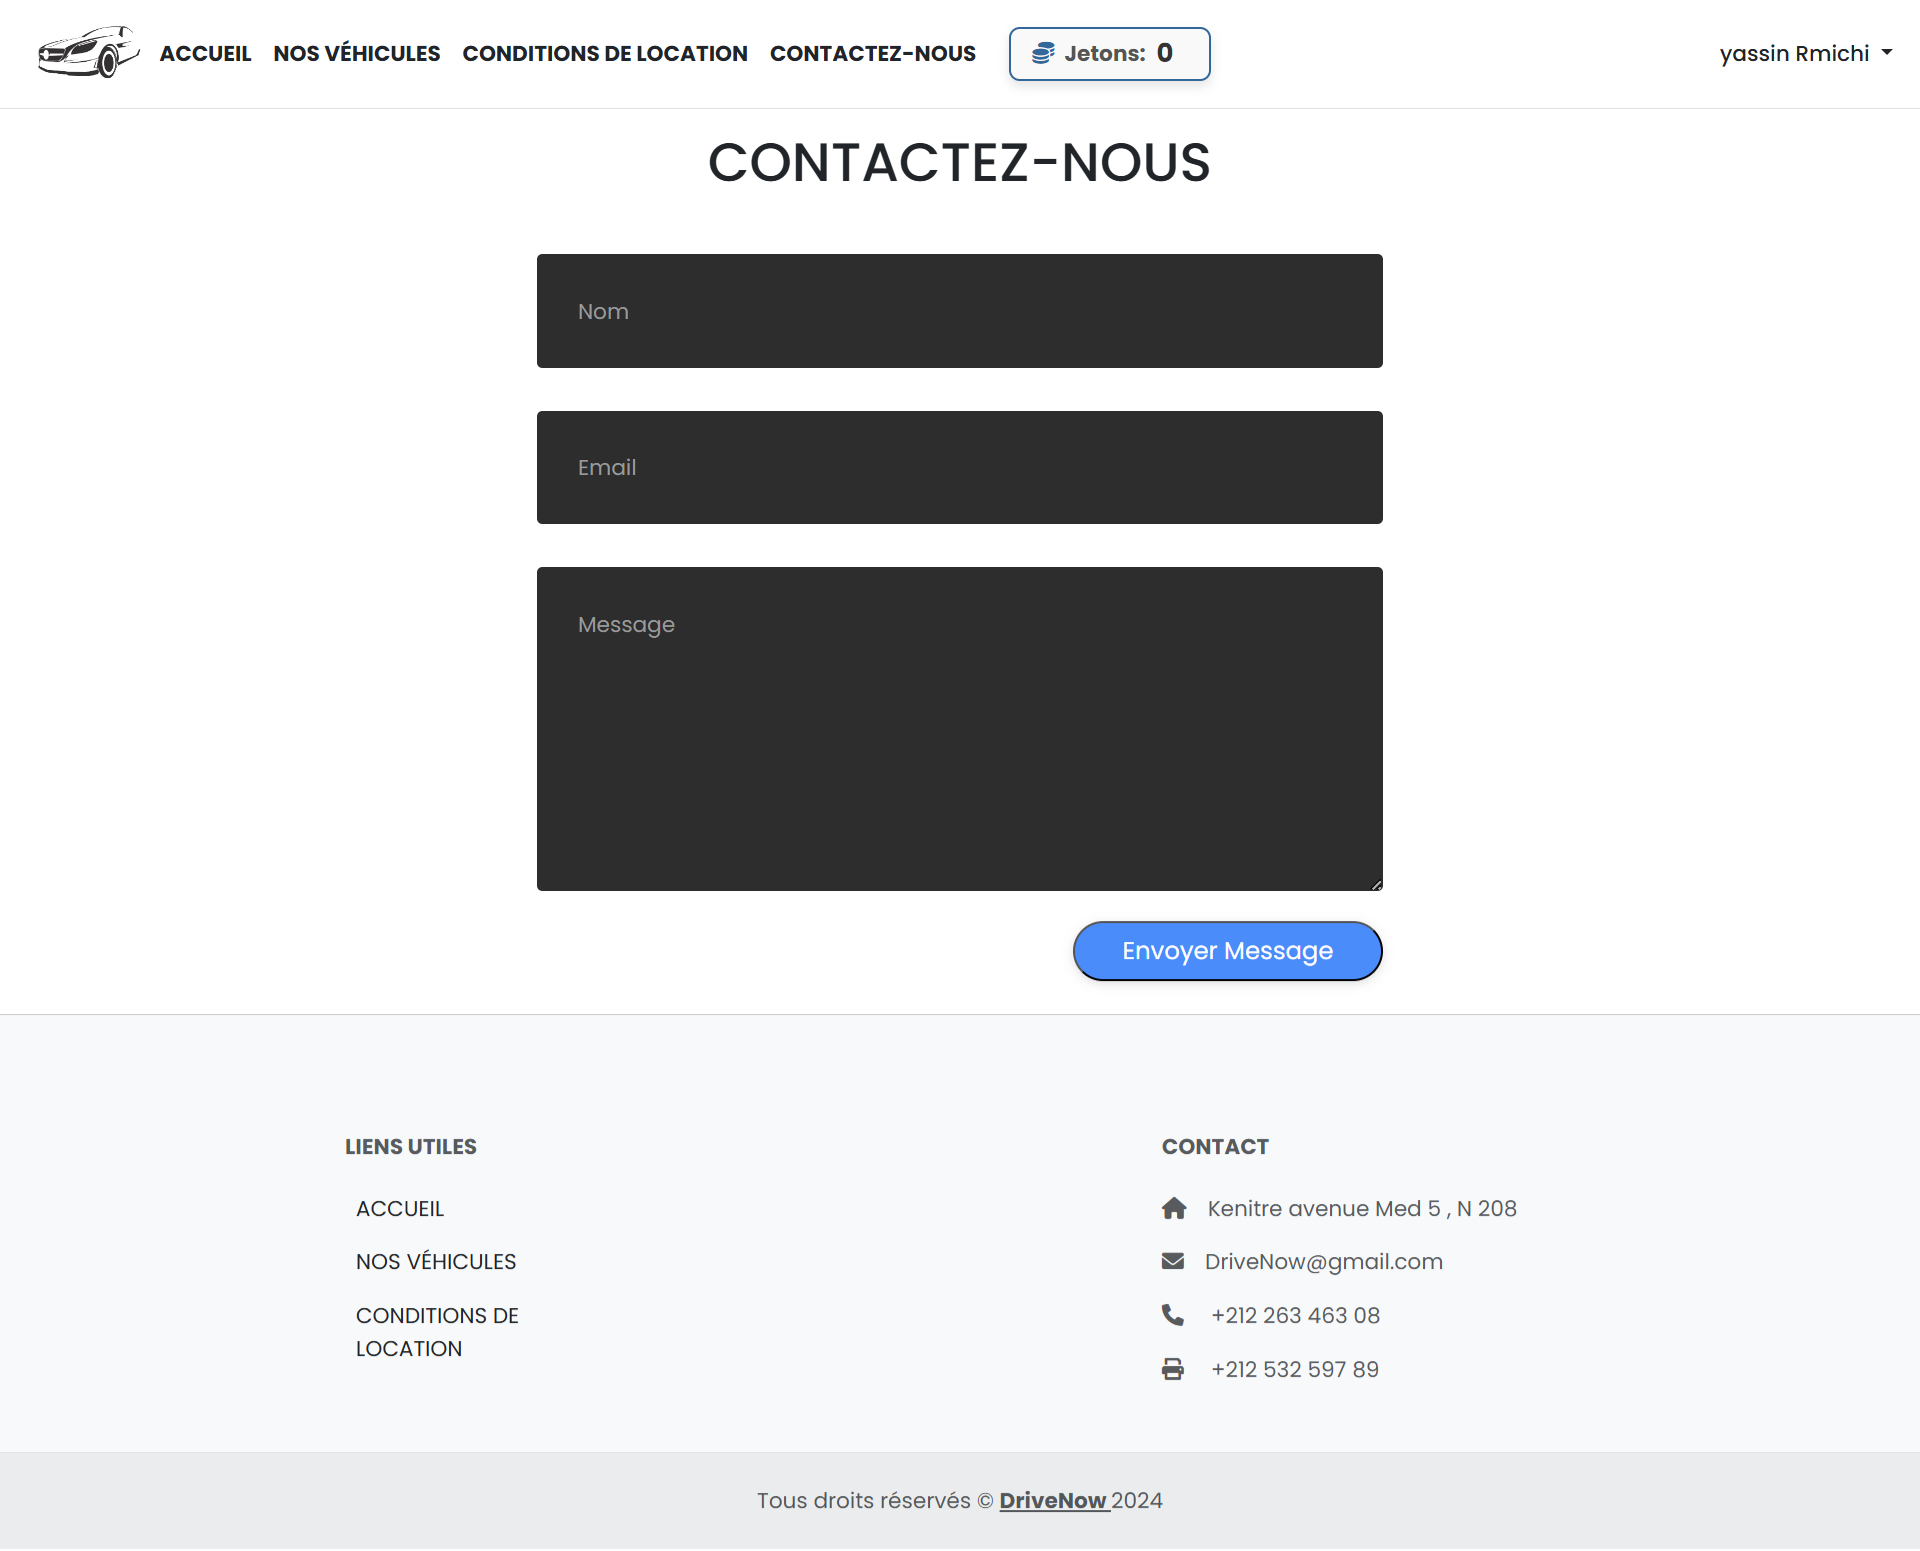 ACCUEIL NOS VÉHICULES CONDITIONS DE LOCATION CONTACTEZ-NOUS Jetons: 0 yassin Rmichi
CONTACTEZ-NOUS
Nom
Email
Message
Envoyer Message
LIENS UTILES
ACCUEIL
NOS VÉHICULES
CONDITIONS DE
LOCATION
CONTACT
Kenitre avenue Med 5 , N 208
DriveNow@gmail.com
+212 263 463 08
+212 532 597 89
Tous droits réservés © DriveNow 2024